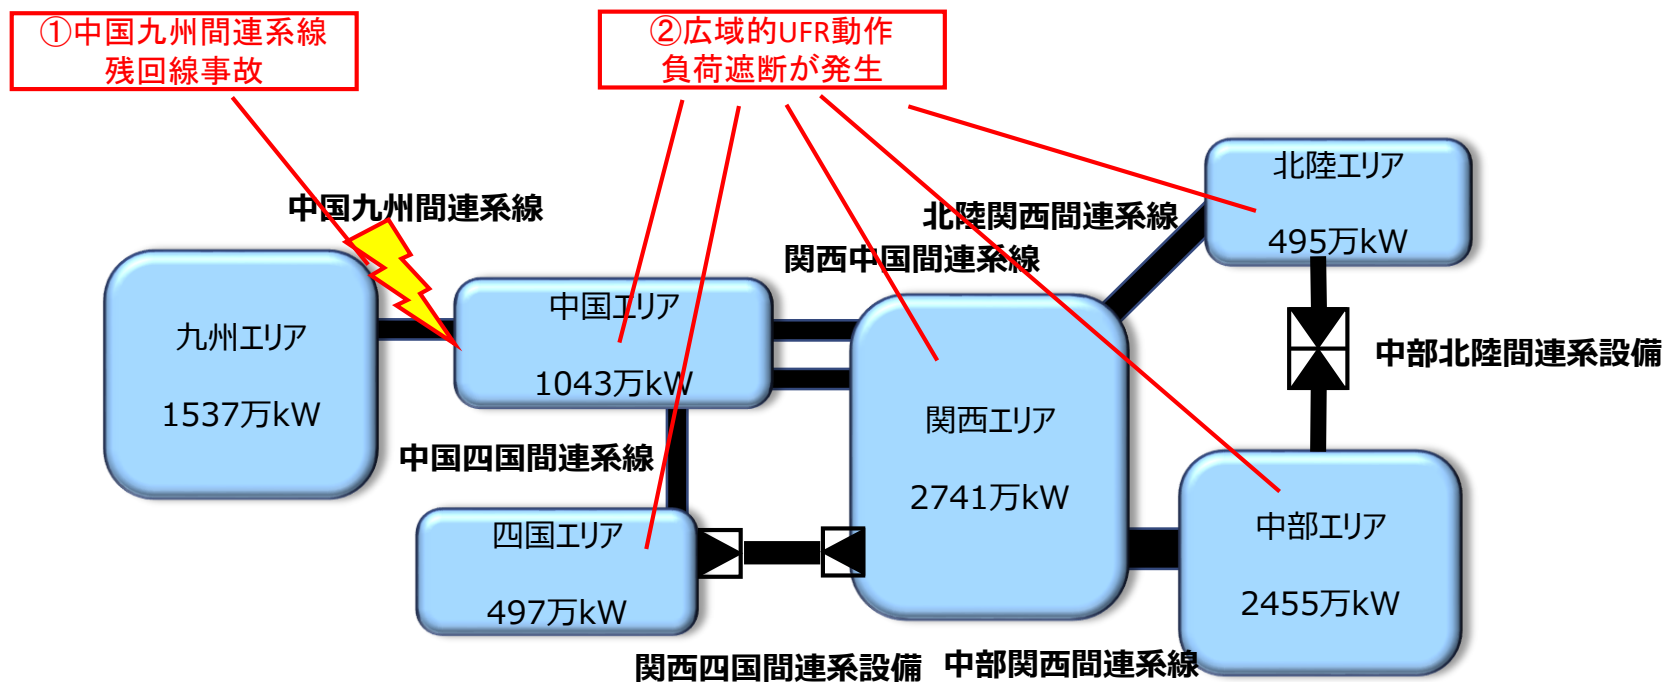 ①中国九州間連系線
残回線事故
②広域的UFR動作
負荷遮断が発生
中国九州間連系線
北陸エリア
495万kW
北陸関西間連系線
関西中国間連系線
九州エリア
1537万kW
中国エリア
1043万kW
中部北陸間連系設備
関西エリア
2741万kW
中国四国間連系線
四国エリア
497万kW
中部エリア
2455万kW
関西四国間連系設備
中部関西間連系線